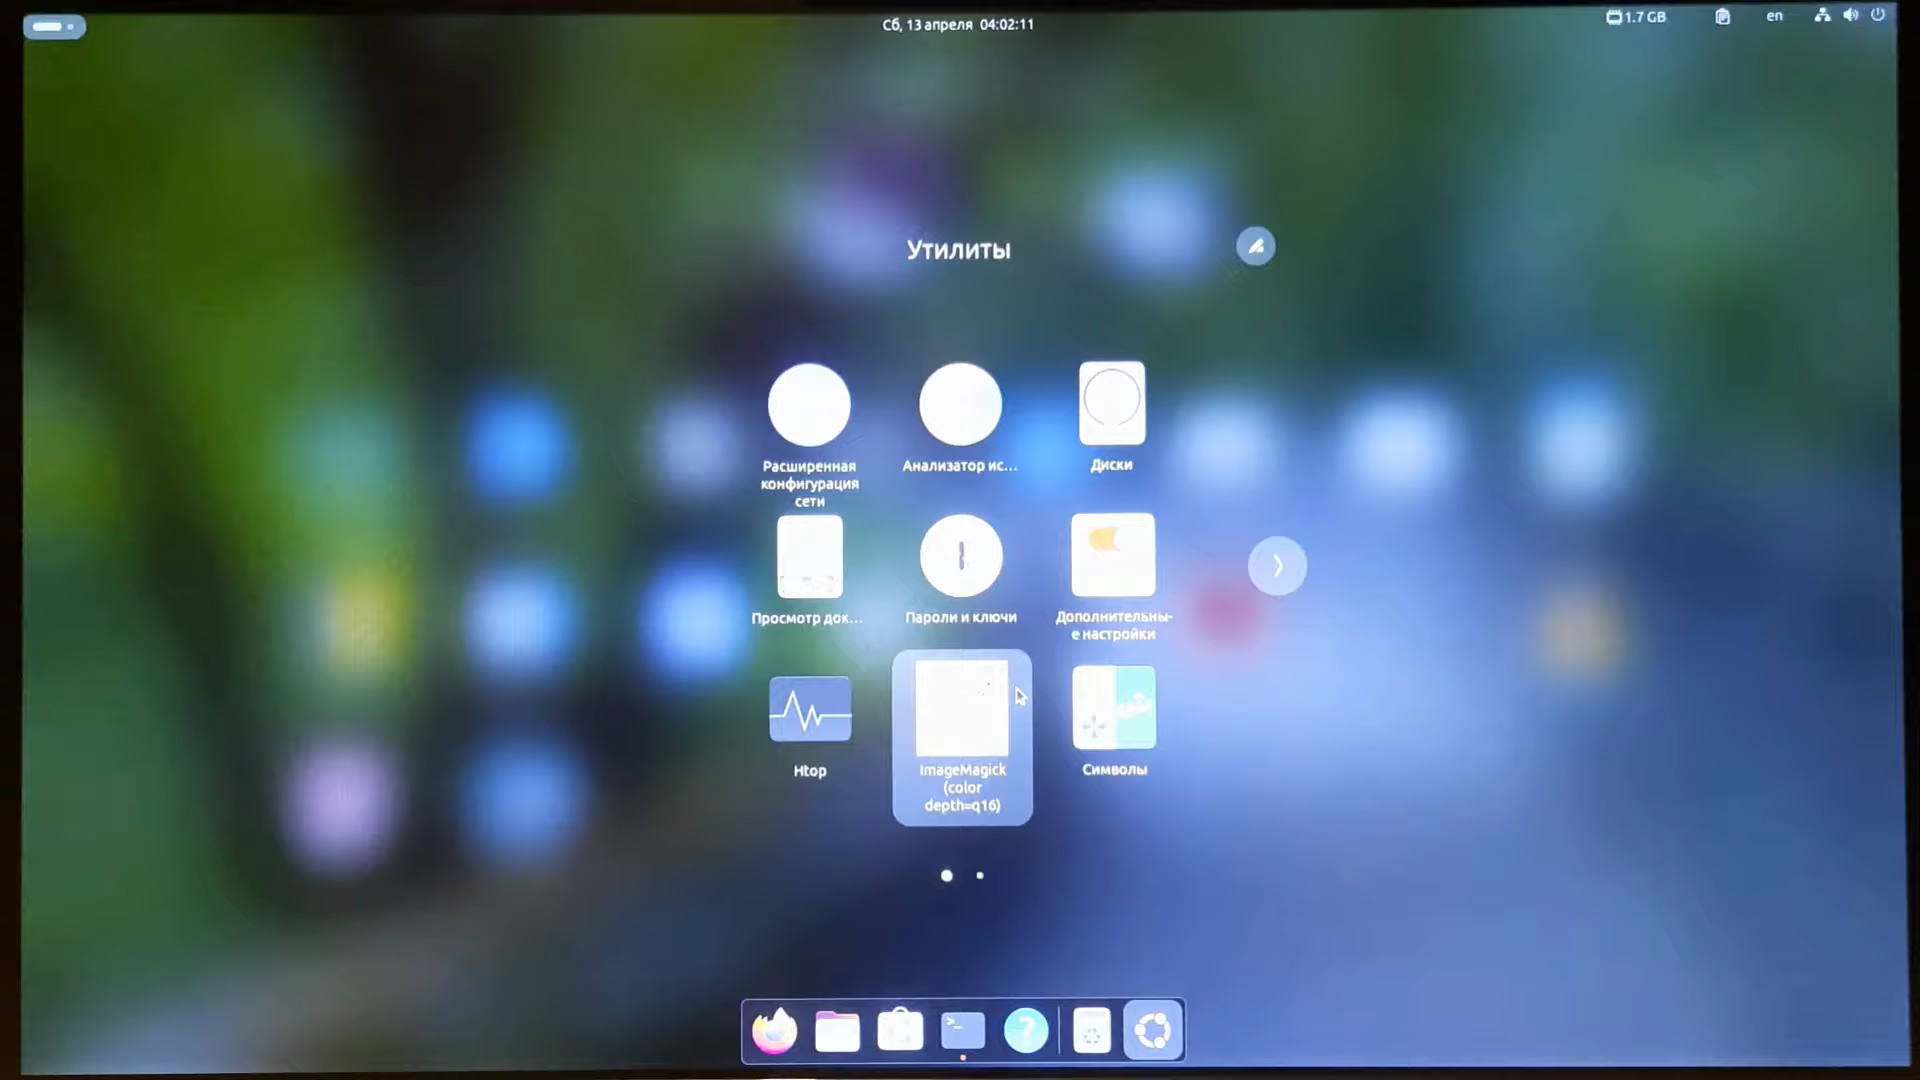 Сб, 13 апреля 04:02:11
1.7 GB
en
Утилиты
Расширенная
конфигурация
сети
Анализатор ис...
Диски
Просмотр док...
Пароли и ключи
Дополнительны-
е настройки
Htop
ImageMagick
(color
depth=q16)
Символы